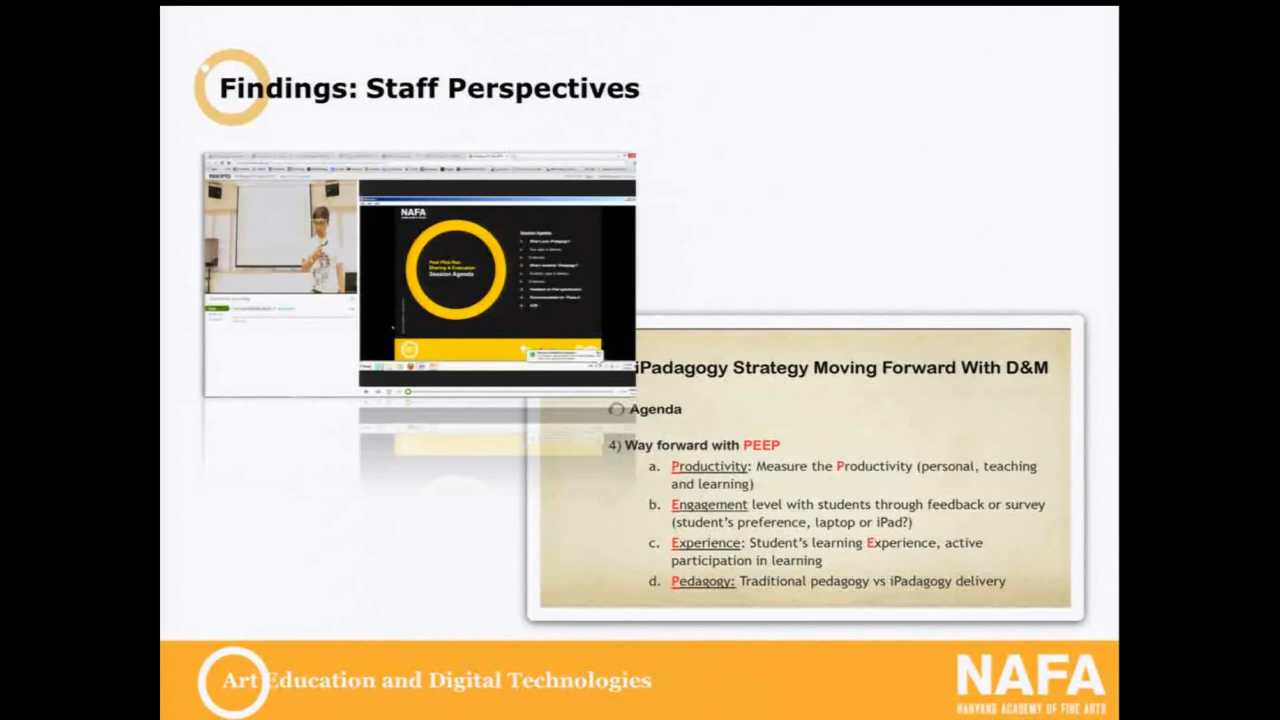 Findings: Staff Perspectives
NAFA
Session Agenda
Post Pilot-Run
Sharing & Evaluation
Session Agenda
iPadagogy Strategy Moving Forward With D&M
Agenda
4) Way forward with PEEP
a. Productivity: Measure the Productivity (personal, teaching
and learning)
b. Engagement level with students through feedback or survey
(student's preference, laptop or iPad?)
c. Experience: Student's learning Experience, active
participation in learning
d. Pedagogy: Traditional pedagogy vs iPadagogy delivery
Art Education and Digital Technologies
NAFA
NANYANG ACADEMY OF FINE ARTS